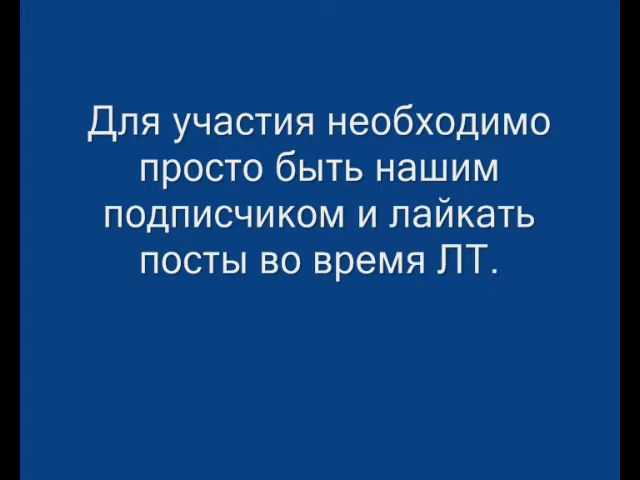 Для участия необходимо
просто быть нашим
подписчиком и лайкать
посты во время ЛТ.